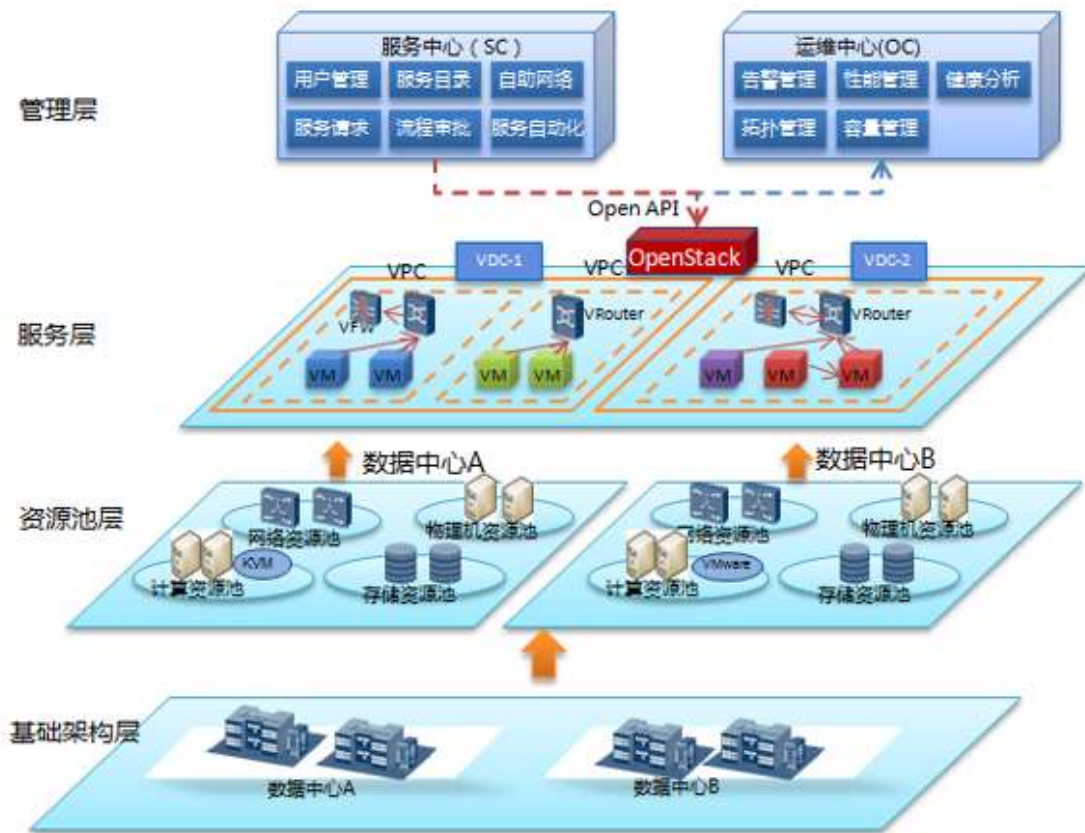 服务中心（SC）
运维中心(OC)
用户管理 服务目录 自助网络
告警管理 性能管理 健康分析
管理层
服务请求 流程审批 服务自动化
拓扑管理 容量管理
Open API
OpenStack
VDC-1
VDC-2
VPC
VPC
VPC
VFW
VRouter
VRouter
服务层
VM VM VM VM VM VM VM
数据中心A
数据中心B
资源池层
网络资源池 物理机资源池
网络资源池 物理机资源池
KVM
VMware
计算资源池 存储资源池
计算资源池 存储资源池
基础架构层
数据中心A
数据中心B